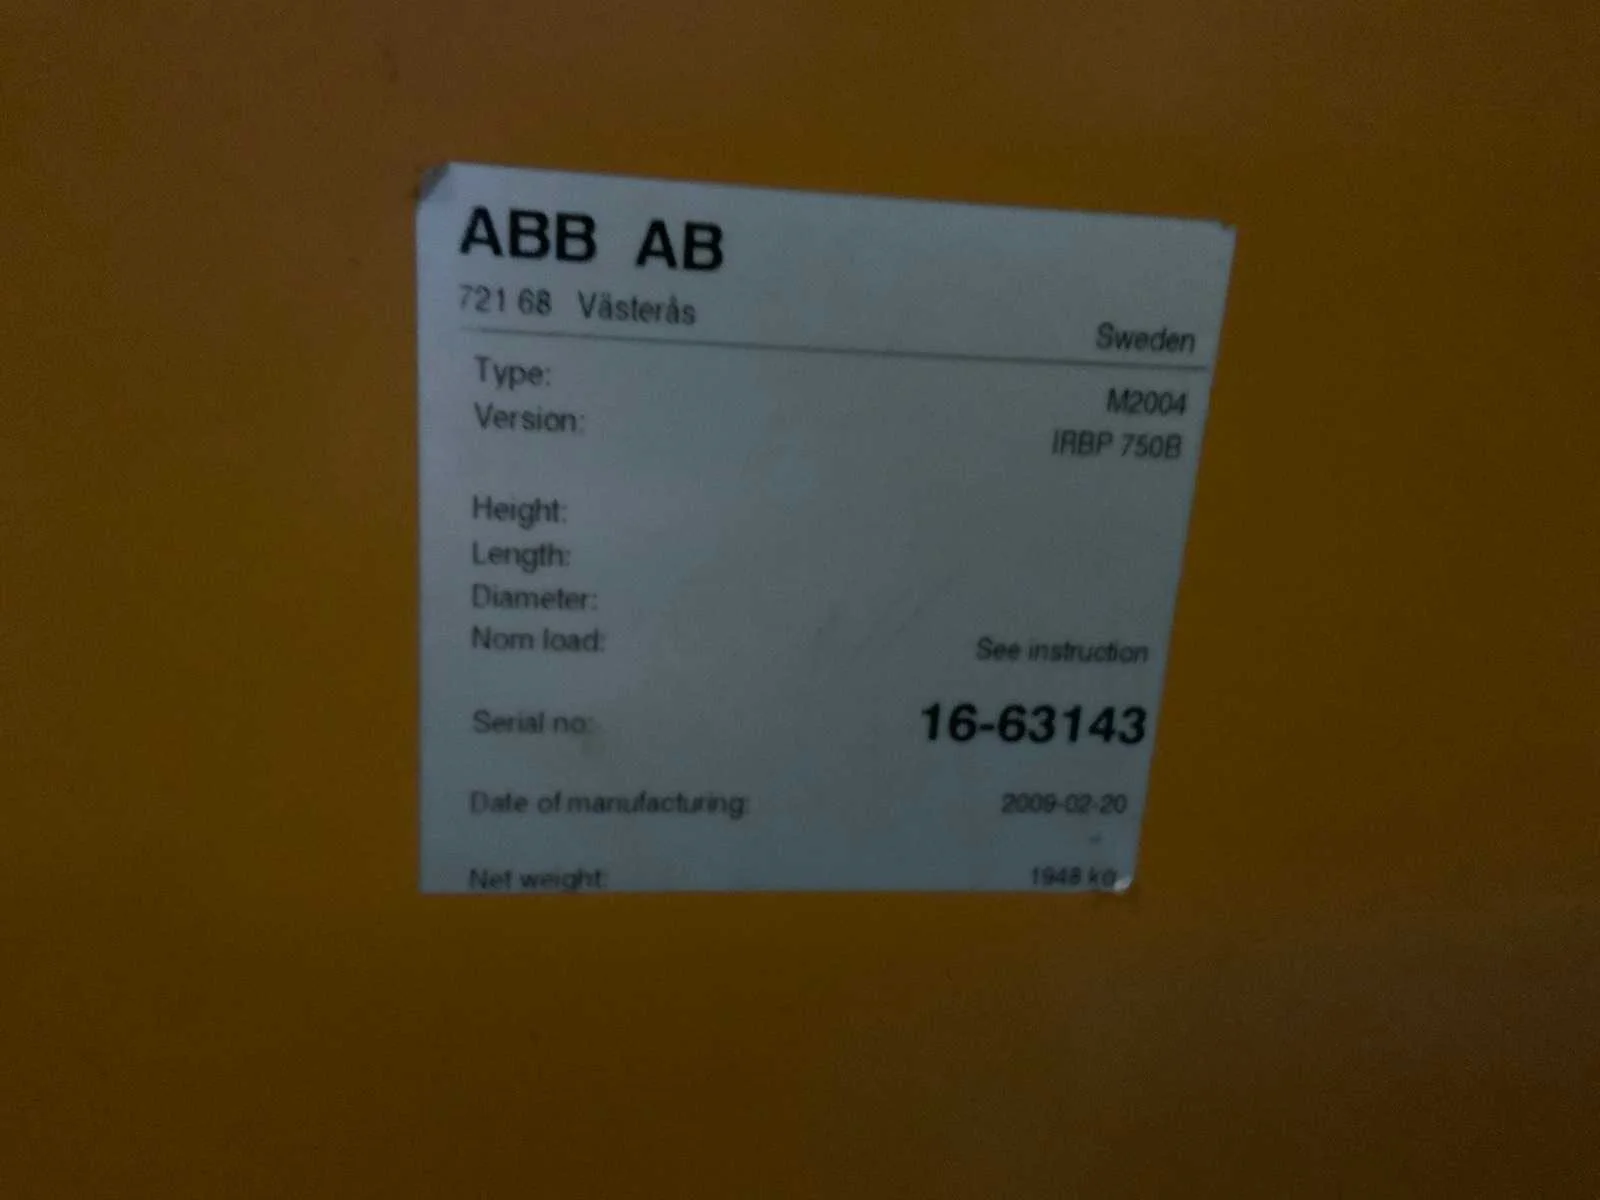 ABB AB
721 68 Västerås Sweden
Type: M2004
Version: IRBP 750B
Height:
Length:
Diameter:
Nom load: See instruction
Serial no: 16-63143
Date of manufacturing: 2009-02-20
Net weight: 1948 kg